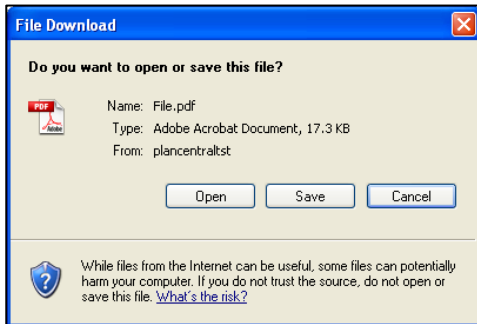 File Download
Do you want to open or save this file?
PDF
Adobe
Name: File.pdf
Type: Adobe Acrobat Document, 17.3 KB
From: plancentraltst
Open Save Cancel
While files from the Internet can be useful, some files can potentially
harm your computer. If you do not trust the source, do not open or
save this file. What's the risk?